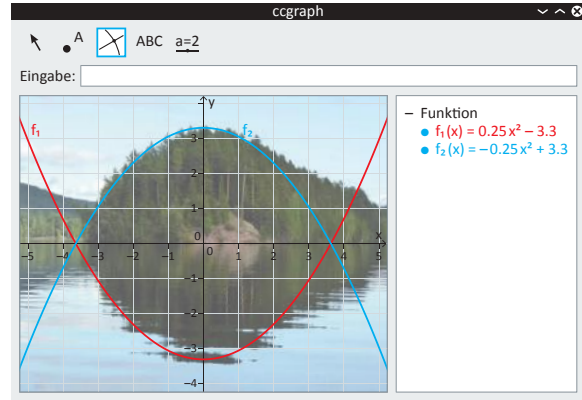 ccgraph
A ABC a=2
Eingabe:
y
f₁ f₂
3
2
1
0 x
−5 −4 −3 −2 −1 0 1 2 3 4 5
−1
−2
−3
−4
− Funktion
f₁(x) = 0.25 x² − 3.3
f₂(x) = −0.25 x² + 3.3